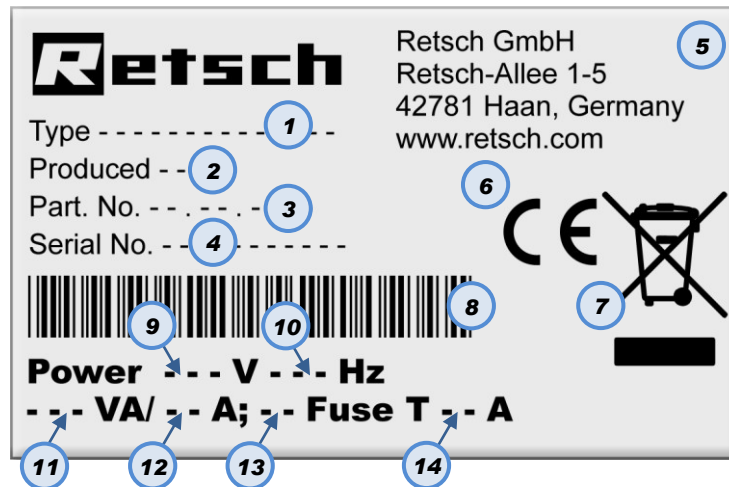 Retsch
Retsch GmbH
Retsch-Allee 1-5
42781 Haan, Germany
www.retsch.com
5
Type - - - - - - - - - - - - - -
1
Produced - -
2
Part. No. - - . - - . -
3
Serial No. - - - - - - - - - -
4
6
CE
7
8
9
10
Power - - - V - - - Hz
- - - VA/ - - A; - - Fuse T - - A
11
12
13
14